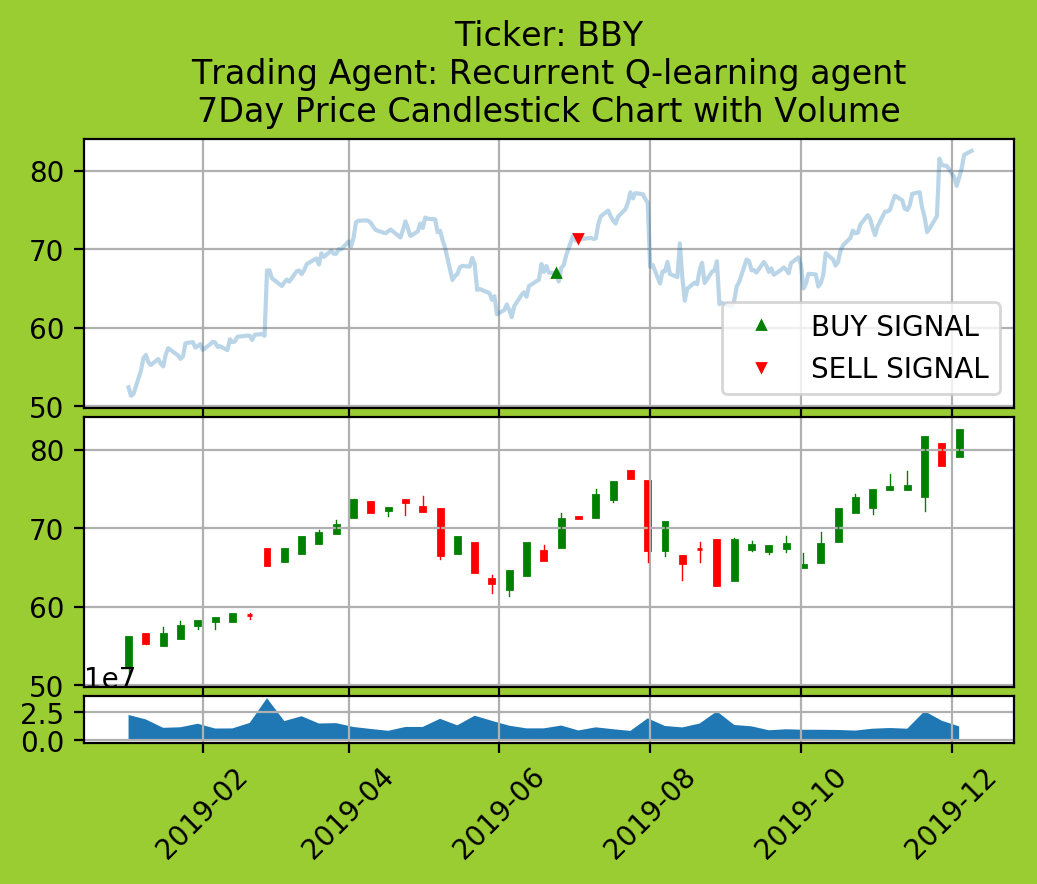 Ticker: BBY
Trading Agent: Recurrent Q-learning agent
7Day Price Candlestick Chart with Volume
80
70
60
50
BUY SIGNAL
SELL SIGNAL
80
70
60
50
1e7
2.5
0.0
2019-02
2019-04
2019-06
2019-08
2019-10
2019-12